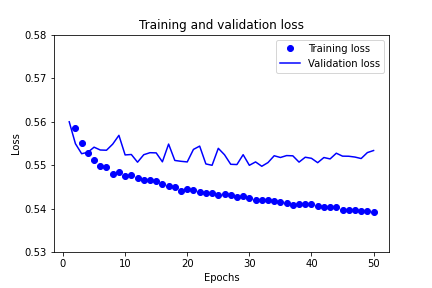 Training and validation loss
Training loss
Validation loss
0.58
0.57
0.56
0.55
0.54
0.53
Loss
0
10
20
30
40
50
Epochs